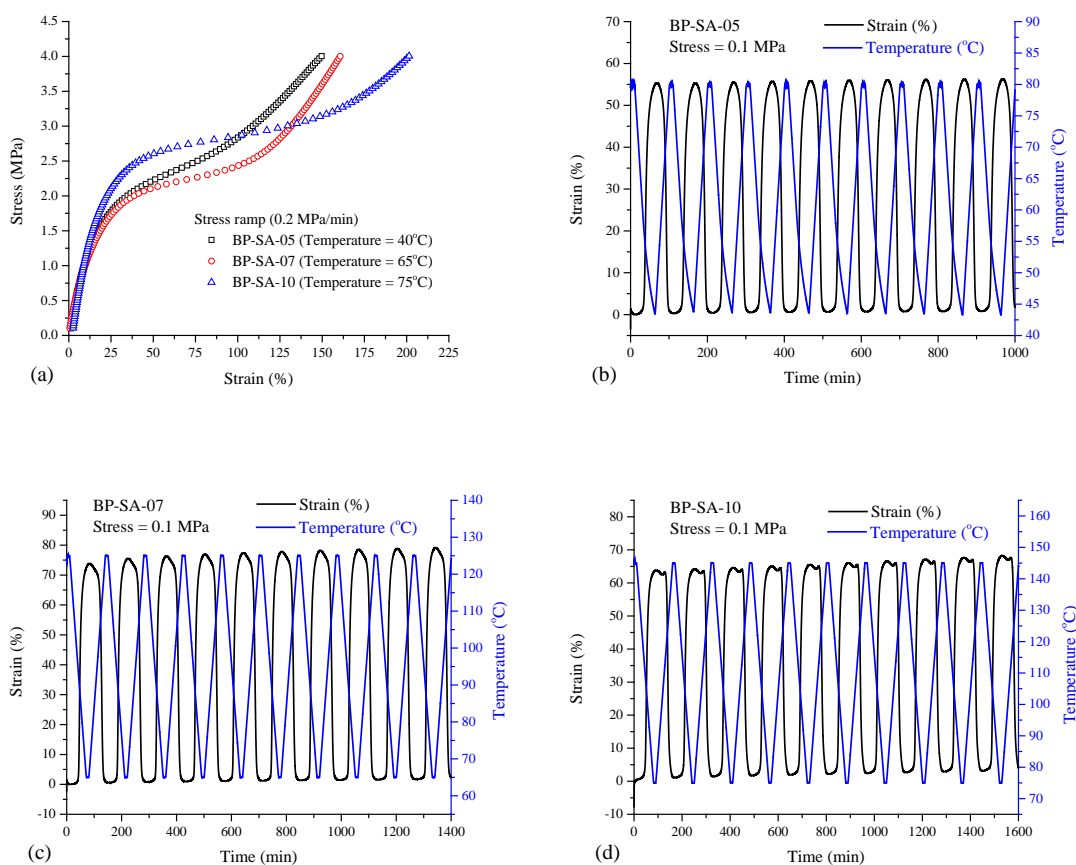 4.5
4.0
3.5
3.0
2.5
2.0
1.5
1.0
0.5
0.0
Stress (MPa)
Stress ramp (0.2 MPa/min)
BP-SA-05 (Temperature = 40°C)
BP-SA-07 (Temperature = 65°C)
BP-SA-10 (Temperature = 75°C)
0 25 50 75 100 125 150 175 200 225
Strain (%)
(a)
BP-SA-05
Stress = 0.1 MPa
Strain (%)
Temperature (°C)
70
60
50
40
30
20
10
0
Strain (%)
90
85
80
75
70
65
60
55
50
45
40
Temperature (°C)
0 200 400 600 800 1000
Time (min)
(b)
BP-SA-07
Stress = 0.1 MPa
Strain (%)
Temperature (°C)
90
80
70
60
50
40
30
20
10
0
-10
Strain (%)
140
130
120
110
100
90
80
70
60
Temperature (°C)
0 200 400 600 800 1000 1200 1400
Time (min)
(c)
BP-SA-10
Stress = 0.1 MPa
Strain (%)
Temperature (°C)
80
70
60
50
40
30
20
10
0
-10
Strain (%)
160
150
140
130
120
110
100
90
80
70
Temperature (°C)
0 200 400 600 800 1000 1200 1400 1600
Time (min)
(d)